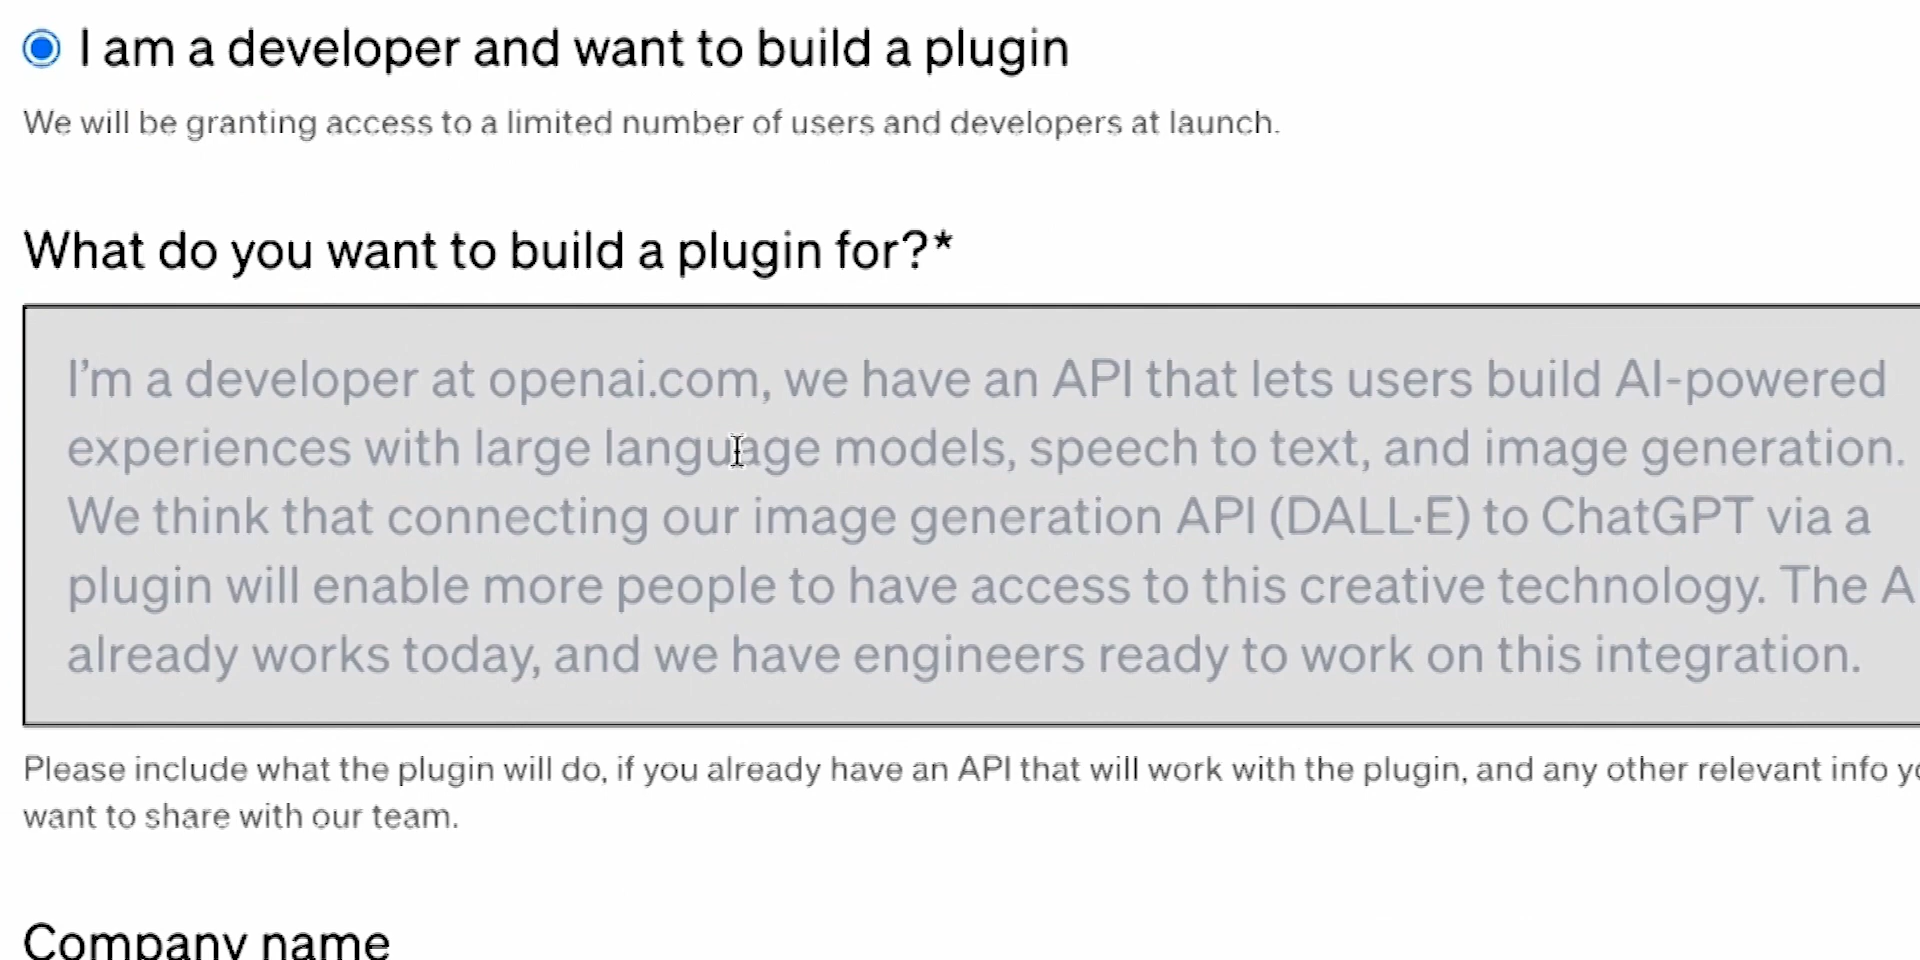 I am a developer and want to build a plugin
We will be granting access to a limited number of users and developers at launch.
What do you want to build a plugin for?*
I'm a developer at openai.com, we have an API that lets users build AI-powered
experiences with large language models, speech to text, and image generation.
We think that connecting our image generation API (DALL·E) to ChatGPT via a
plugin will enable more people to have access to this creative technology. The
already works today, and we have engineers ready to work on this integration.
Please include what the plugin will do, if you already have an API that will work with the plugin, and any other relevant info
want to share with our team.
Company name